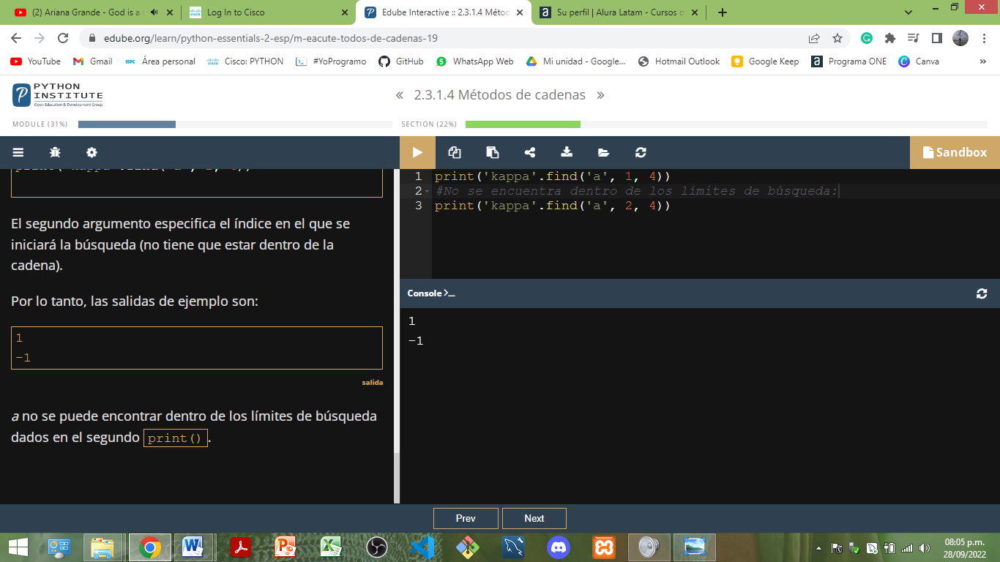 (2) Ariana Grande - God is a
Log In to Cisco
Edube Interactive :: 2.3.1.4 Métod
Su perfil | Alura Latam - Cursos o
edube.org/learn/python-essentials-2-esp/m-eacute-todos-de-cadenas-19
YouTube
Gmail
Área personal
Cisco: PYTHON
#YoProgramo
GitHub
WhatsApp Web
Mi unidad - Google...
Hotmail Outlook
Google Keep
Programa ONE
Canva
»
PYTHON
INSTITUTE
Open Education & Development Group
« 2.3.1.4 Métodos de cadenas »
MODULE (31%)
SECTION (22%)
Sandbox
El segundo argumento especifica el índice en el que se
iniciará la búsqueda (no tiene que estar dentro de la
cadena).
Por lo tanto, las salidas de ejemplo son:
1
-1
salida
a no se puede encontrar dentro de los límites de búsqueda
dados en el segundo print().
1 print('kappa'.find('a', 1, 4))
2 #No se encuentra dentro de los límites de búsqueda:
3 print('kappa'.find('a', 2, 4))
Console >_
1
-1
Prev
Next
08:05 p.m.
28/09/2022